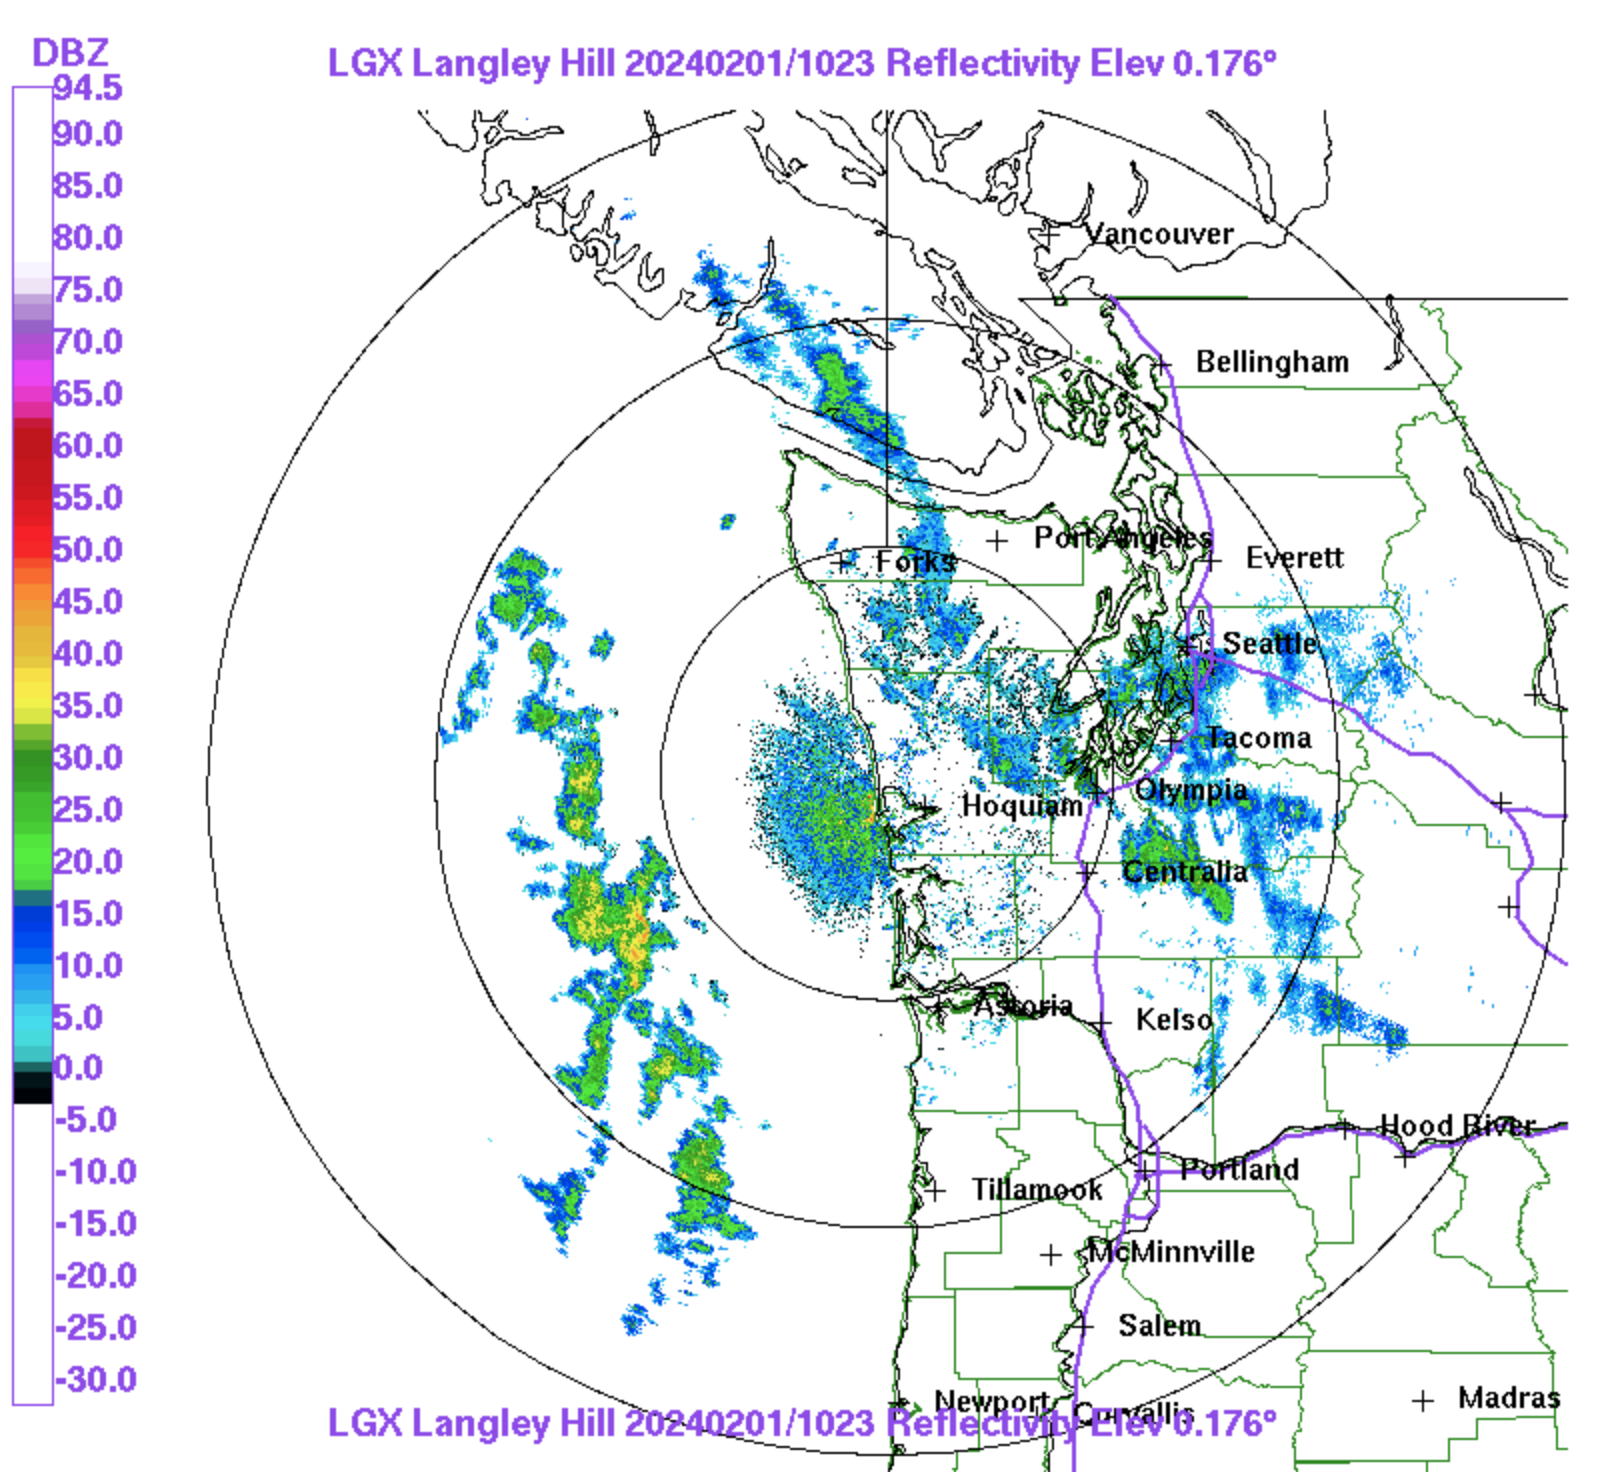 DBZ
LGX Langley Hill 20240201/1023 Reflectivity Elev 0.176°
94.5
90.0
85.0
80.0
75.0
70.0
65.0
60.0
55.0
50.0
45.0
40.0
35.0
30.0
25.0
20.0
15.0
10.0
5.0
0.0
-5.0
-10.0
-15.0
-20.0
-25.0
-30.0
Vancouver
Bellingham
Port Angeles
Forks
Everett
Seattle
Tacoma
Hoquiam
Olympia
Centralia
Astoria
Kelso
Hood River
Portland
Tillamook
McMinnville
Salem
Newport
Corvallis
Madras
LGX Langley Hill 20240201/1023 Reflectivity Elev 0.176°